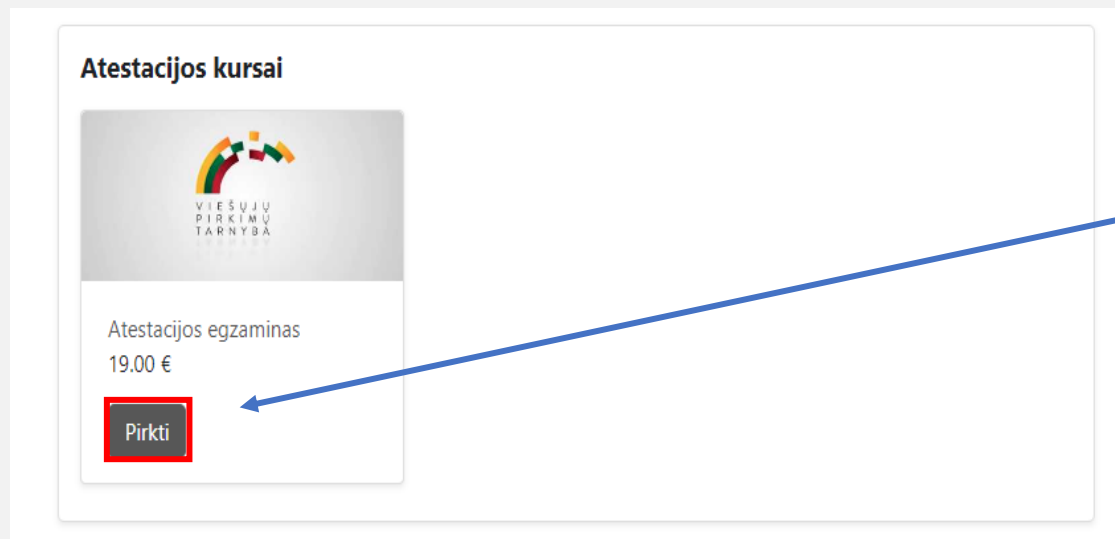 Atestacijos kursai
VIEŠŲJŲ
PIRKIMŲ
TARNYBA
Atestacijos egzaminas
19.00 €
Pirkti